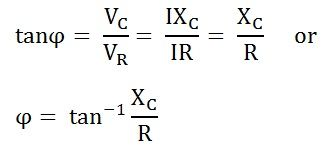 tanφ = V_C/V_R = IX_C/IR = X_C/R or
φ = tan⁻¹ X_C/R